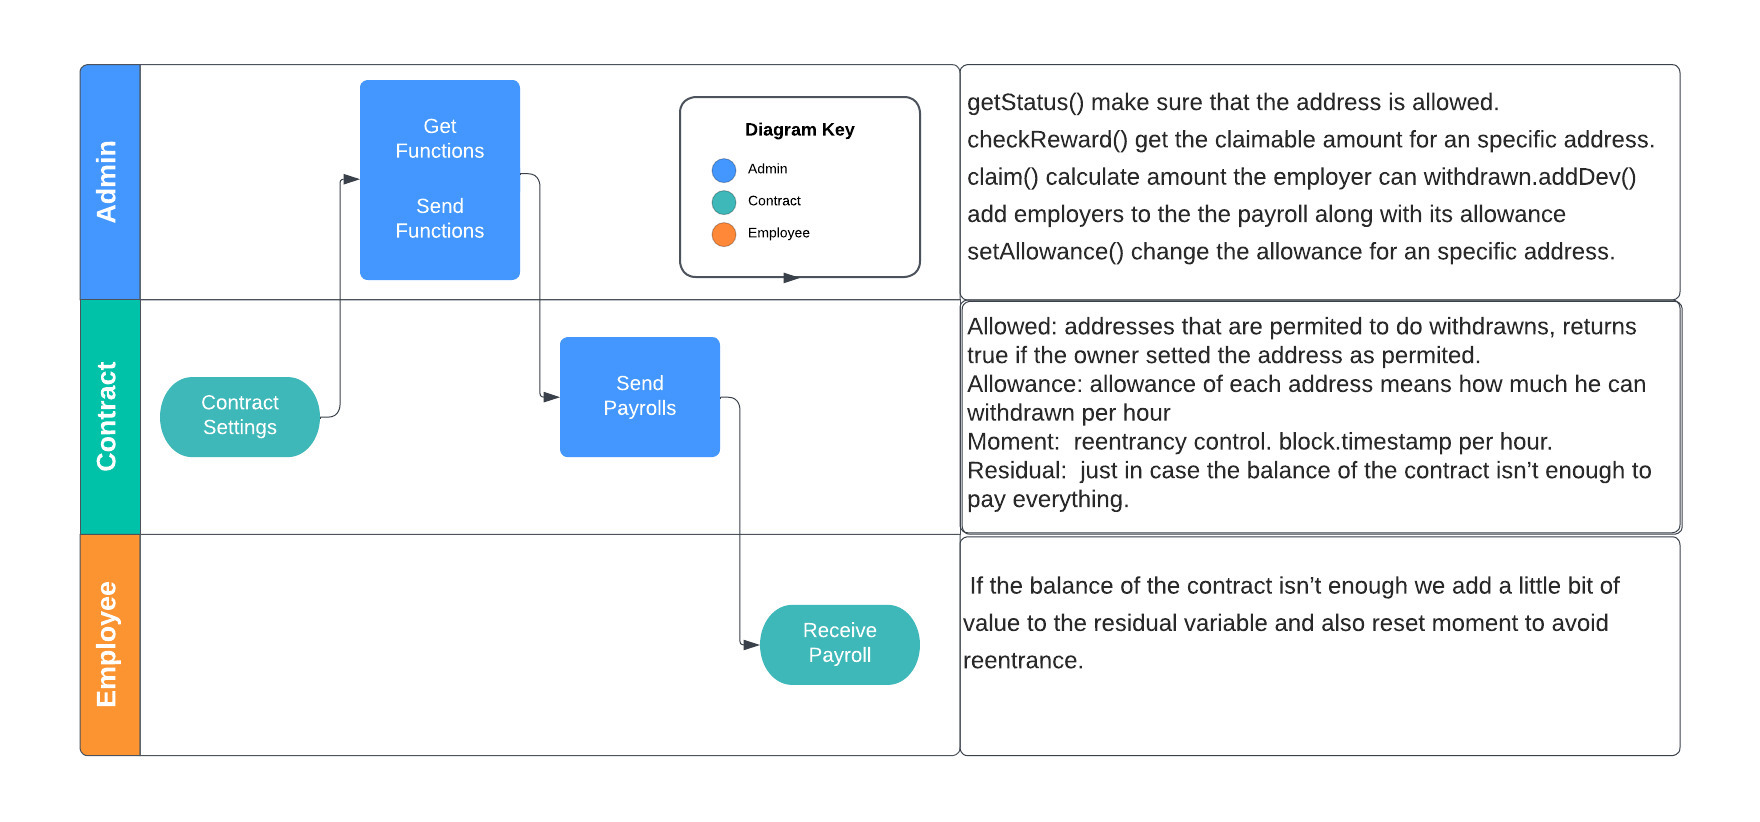 Admin
Get
Functions
Send
Functions
Diagram Key
Admin
Contract
Employee
getStatus() make sure that the address is allowed.
checkReward() get the claimable amount for an specific address.
claim() calculate amount the employer can withdrawn.addDev()
add employers to the the payroll along with its allowance
setAllowance() change the allowance for an specific address.
Contract
Contract
Settings
Send
Payrolls
Allowed: addresses that are permited to do withdrawns, returns
true if the owner setted the address as permited.
Allowance: allowance of each address means how much he can
withdrawn per hour
Moment:  reentrancy control. block.timestamp per hour.
Residual:  just in case the balance of the contract isn’t enough to
pay everything.
Employee
Receive
Payroll
If the balance of the contract isn’t enough we add a little bit of
value to the residual variable and also reset moment to avoid
reentrance.